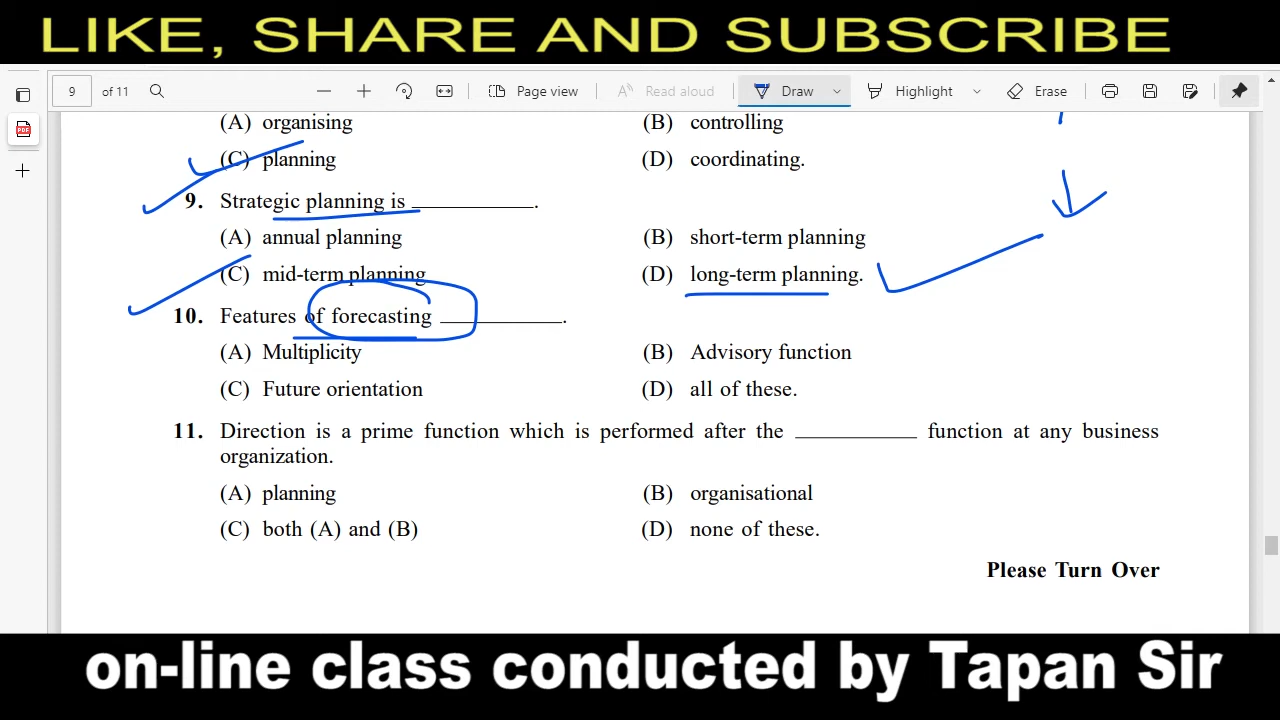 LIKE, SHARE AND SUBSCRIBE
9 of 11 Page view Read aloud Draw Highlight Erase
(A) organising (B) controlling
(C) planning (D) coordinating.
9. Strategic planning is ___________.
(A) annual planning (B) short-term planning
(C) mid-term planning (D) long-term planning.
10. Features of forecasting ___________.
(A) Multiplicity (B) Advisory function
(C) Future orientation (D) all of these.
11. Direction is a prime function which is performed after the ___________ function at any business
organization.
(A) planning (B) organisational
(C) both (A) and (B) (D) none of these.
Please Turn Over
on-line class conducted by Tapan Sir